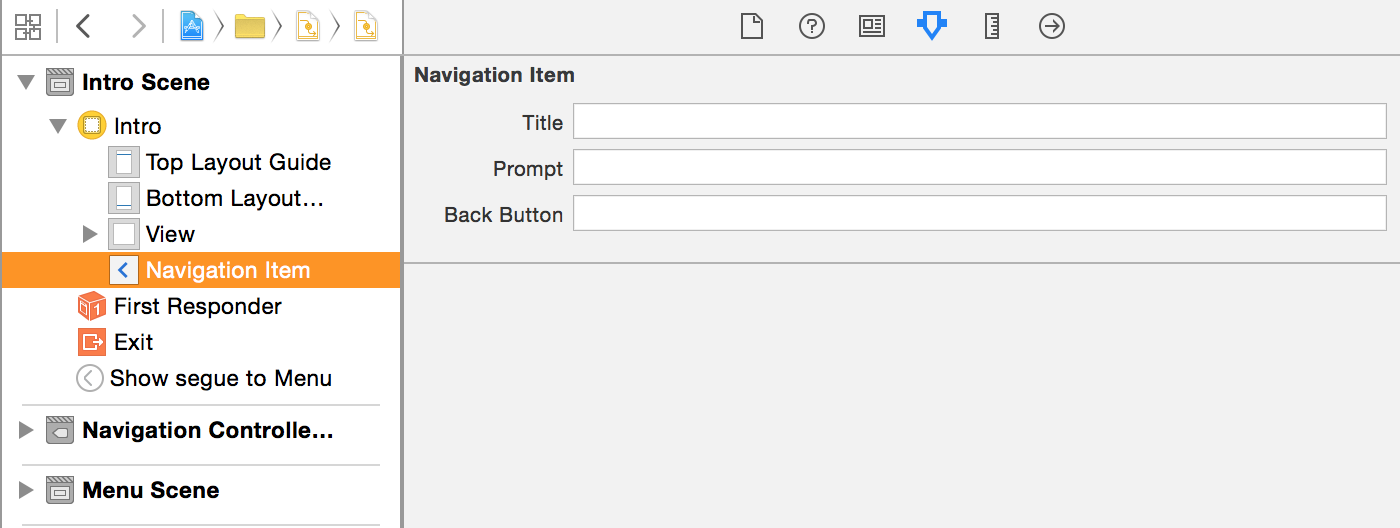 Intro Scene
Intro
Top Layout Guide
Bottom Layout...
View
Navigation Item
First Responder
Exit
Show segue to Menu
Navigation Controlle...
Menu Scene
Navigation Item
Title
Prompt
Back Button